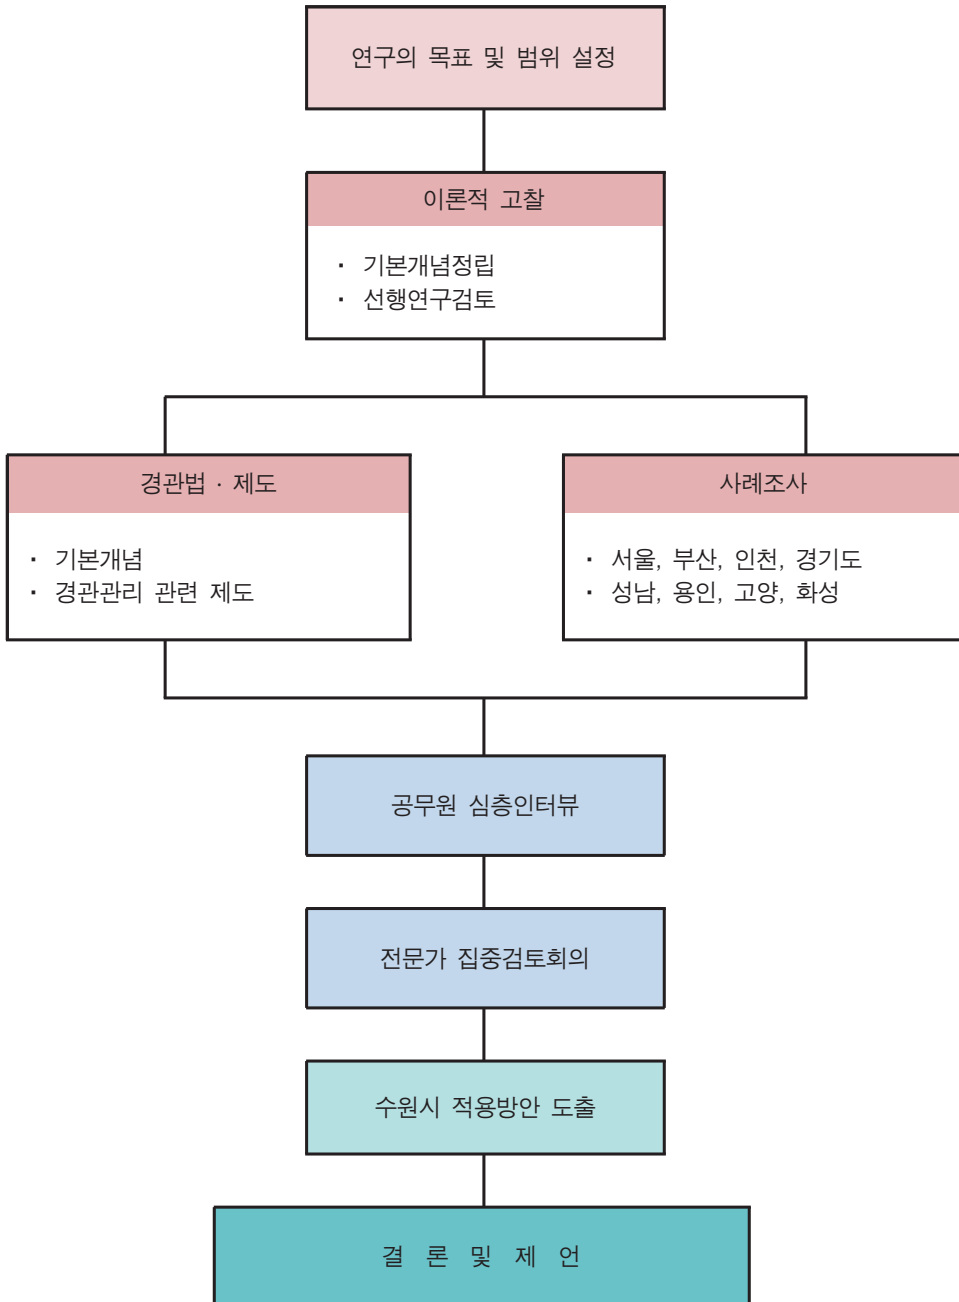 연구의 목표 및 범위 설정
이론적 고찰
· 기본개념정립
· 선행연구검토
경관법 · 제도
· 기본개념
· 경관관리 관련 제도
사례조사
· 서울, 부산, 인천, 경기도
· 성남, 용인, 고양, 화성
공무원 심층인터뷰
전문가 집중검토회의
수원시 적용방안 도출
결 론 및 제 언